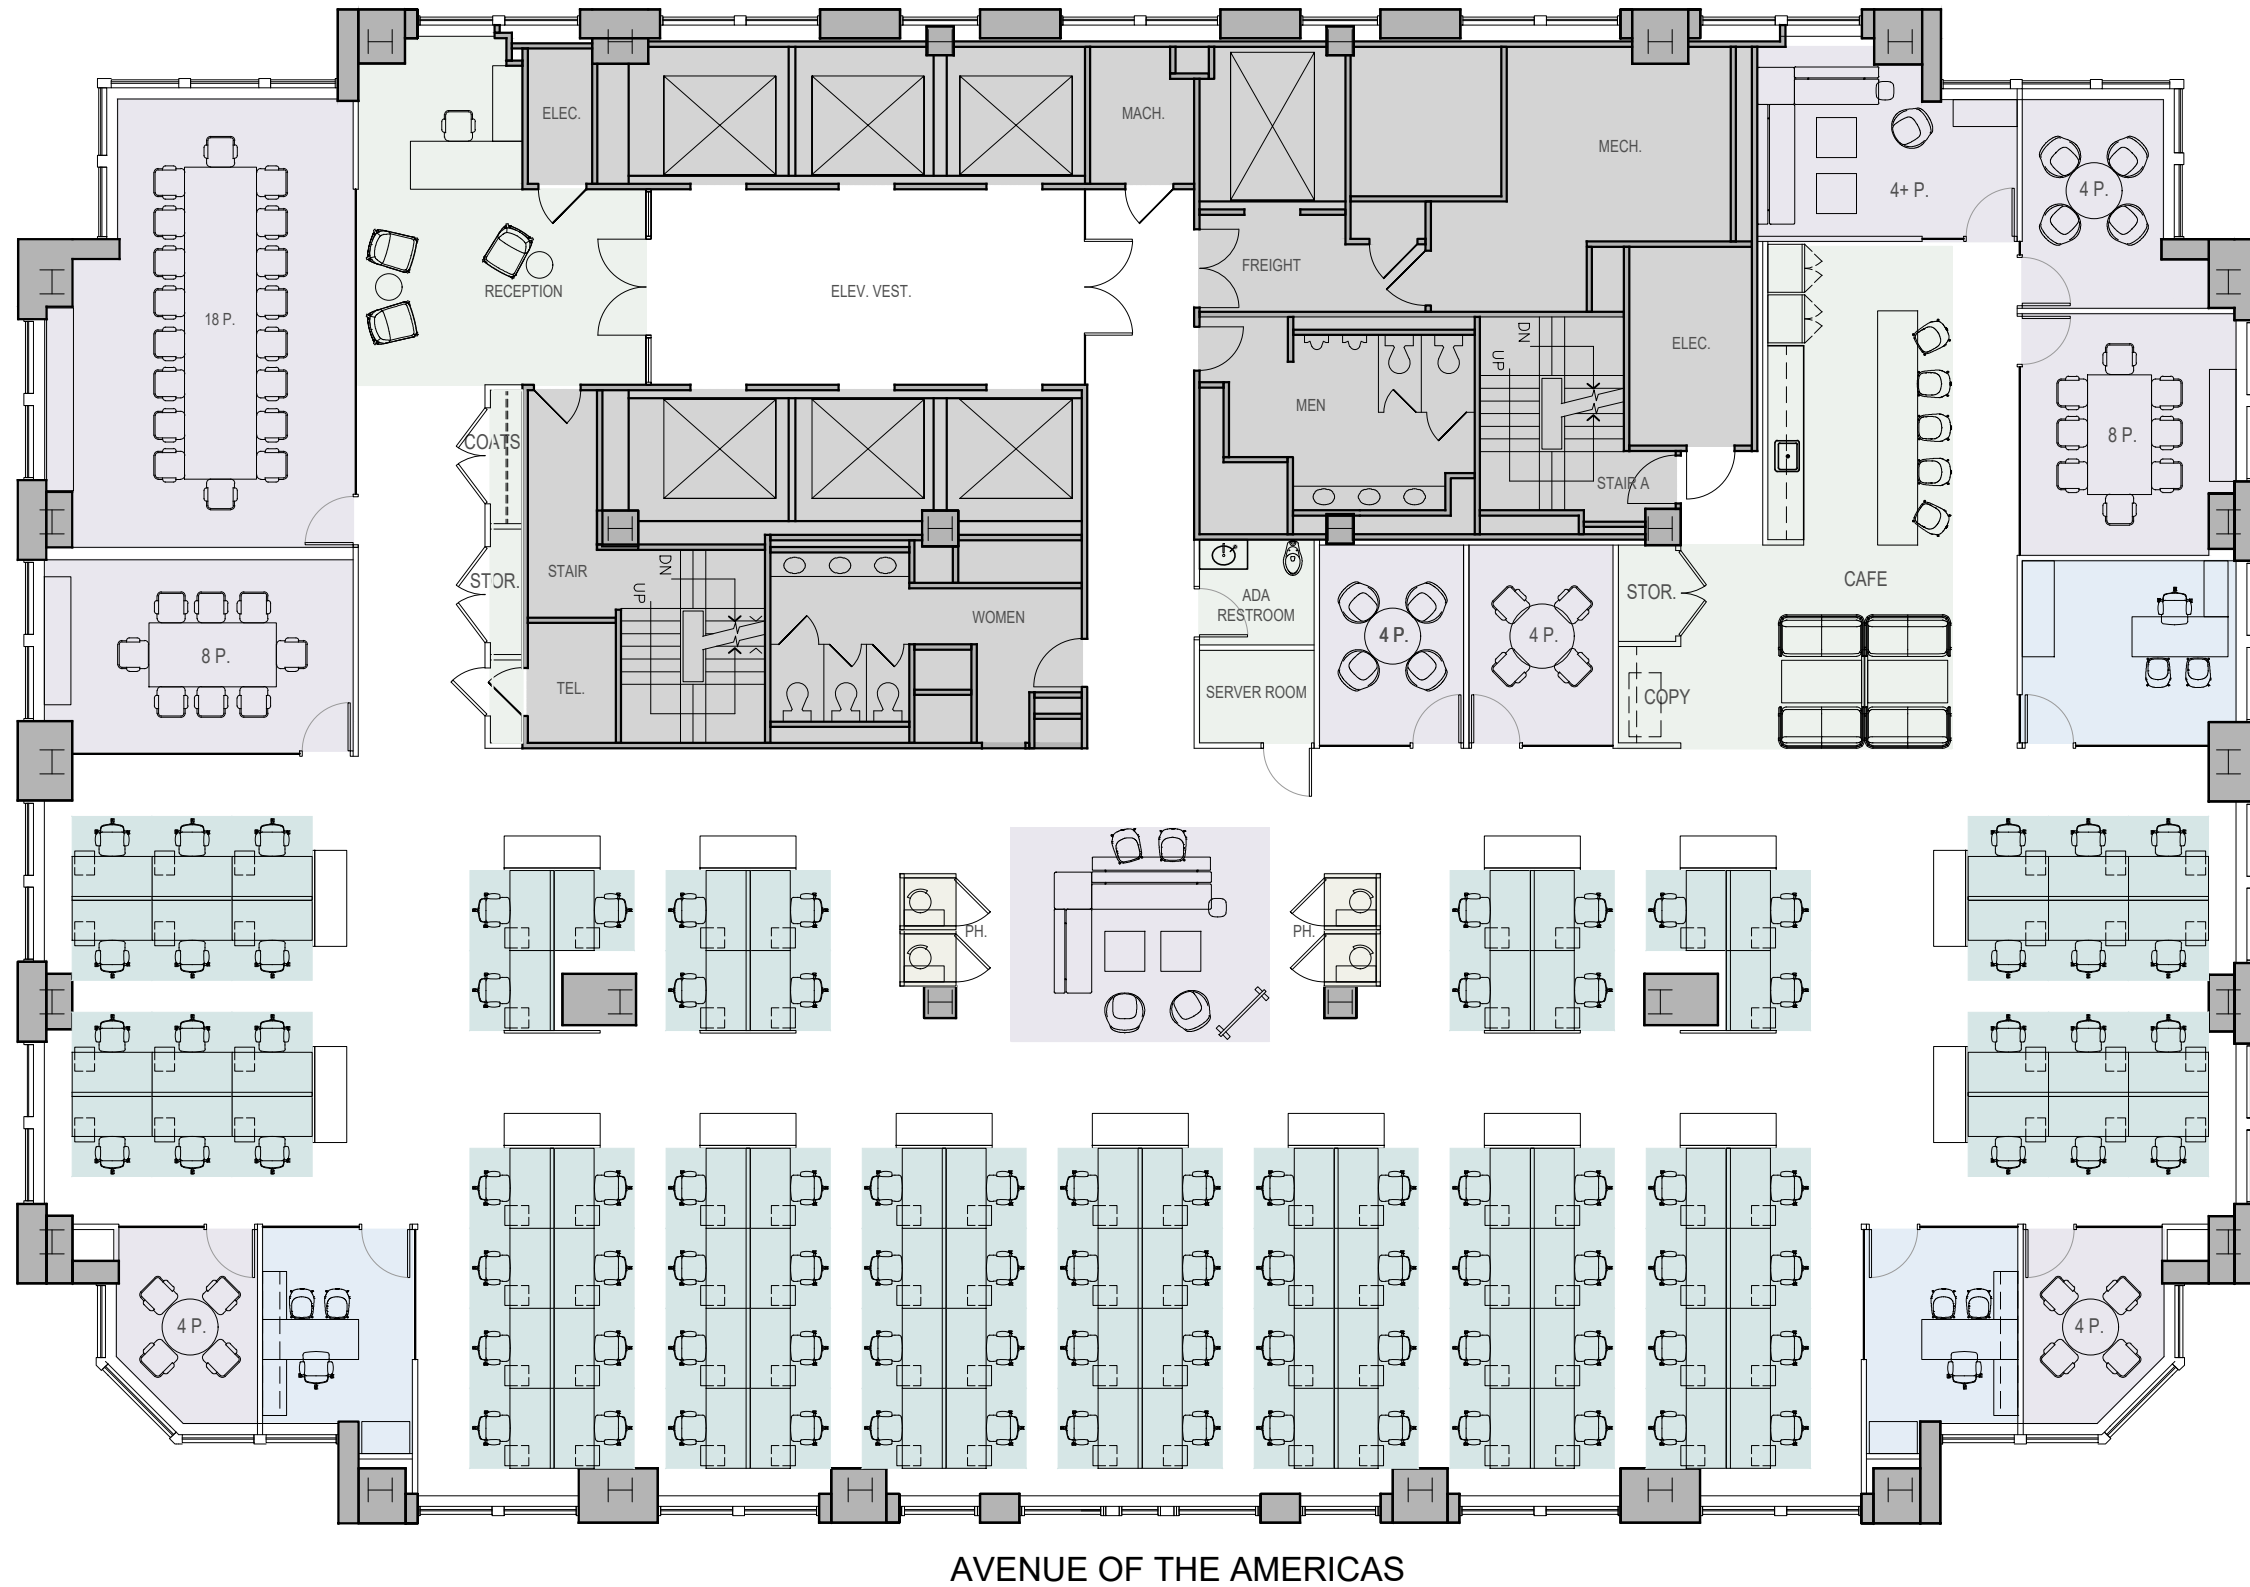 ELEC.
MACH.
MECH.
4+ P.
4 P.
FREIGHT
RECEPTION
ELEV. VEST.
18 P.
DN
UP
ELEC.
MEN
8 P.
COATS
STAIR A
STAIR
DN
UP
STOR.
CAFE
ADA
RESTROOM
STOR.
WOMEN
4 P.
4 P.
8 P.
TEL.
SERVER ROOM
COPY
PH.
PH.
4 P.
4 P.
AVENUE OF THE AMERICAS